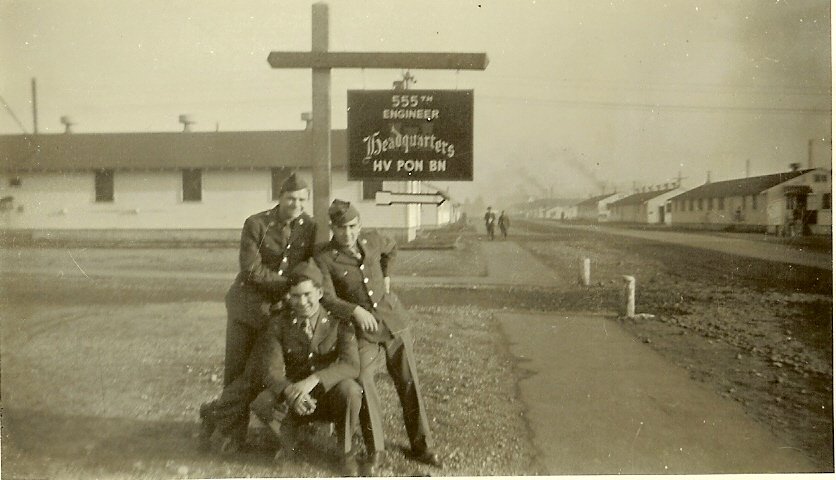 555TH
ENGINEER
Headquarters
HV PON BN